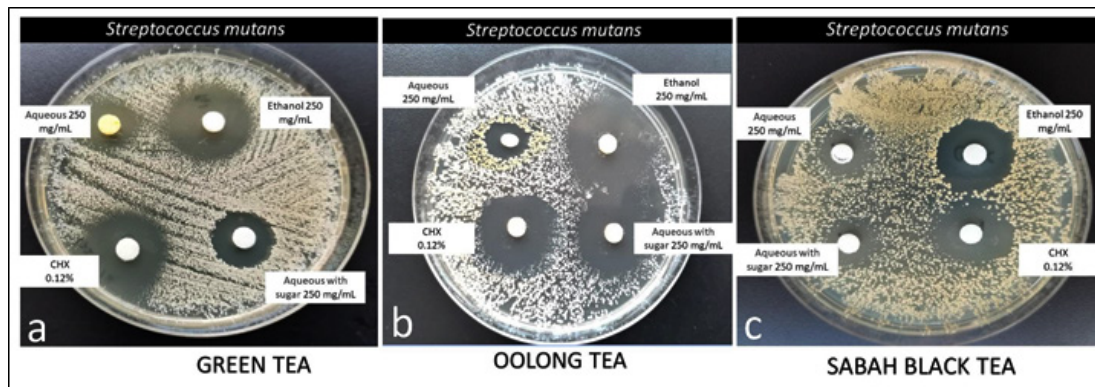 Streptococcus mutans
Aqueous 250
mg/mL
Ethanol 250
mg/mL
CHX
0.12%
Aqueous with
sugar 250 mg/mL
a
GREEN TEA
Streptococcus mutans
Aqueous
250 mg/mL
Ethanol
250 mg/mL
CHX
0.12%
Aqueous with
sugar 250 mg/mL
b
OOLONG TEA
Streptococcus mutans
Aqueous
250 mg/mL
Ethanol 250
mg/mL
Aqueous with
sugar 250 mg/mL
CHX
0.12%
c
SABAH BLACK TEA